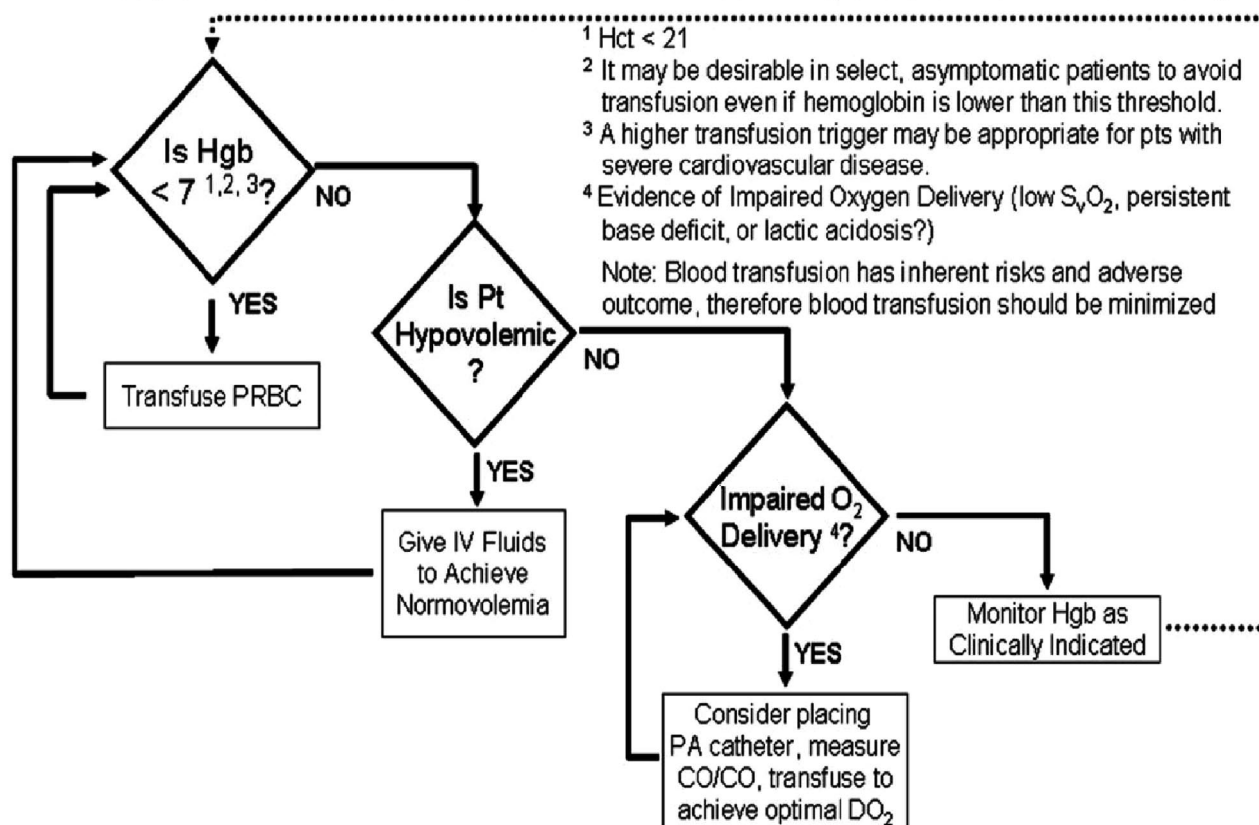 ¹ Hct < 21
² It may be desirable in select, asymptomatic patients to avoid
transfusion even if hemoglobin is lower than this threshold.
³ A higher transfusion trigger may be appropriate for pts with
severe cardiovascular disease.
⁴ Evidence of Impaired Oxygen Delivery (low SᵥO₂, persistent
base deficit, or lactic acidosis?)
Note: Blood transfusion has inherent risks and adverse
outcome, therefore blood transfusion should be minimized
Is Hgb
< 7 ¹,²,³?
NO
YES
Transfuse PRBC
Is Pt
Hypovolemic
?
NO
YES
Give IV Fluids
to Achieve
Normovolemia
Impaired O₂
Delivery ⁴?
NO
YES
Monitor Hgb as
Clinically Indicated
Consider placing
PA catheter, measure
CO/CO, transfuse to
achieve optimal DO₂